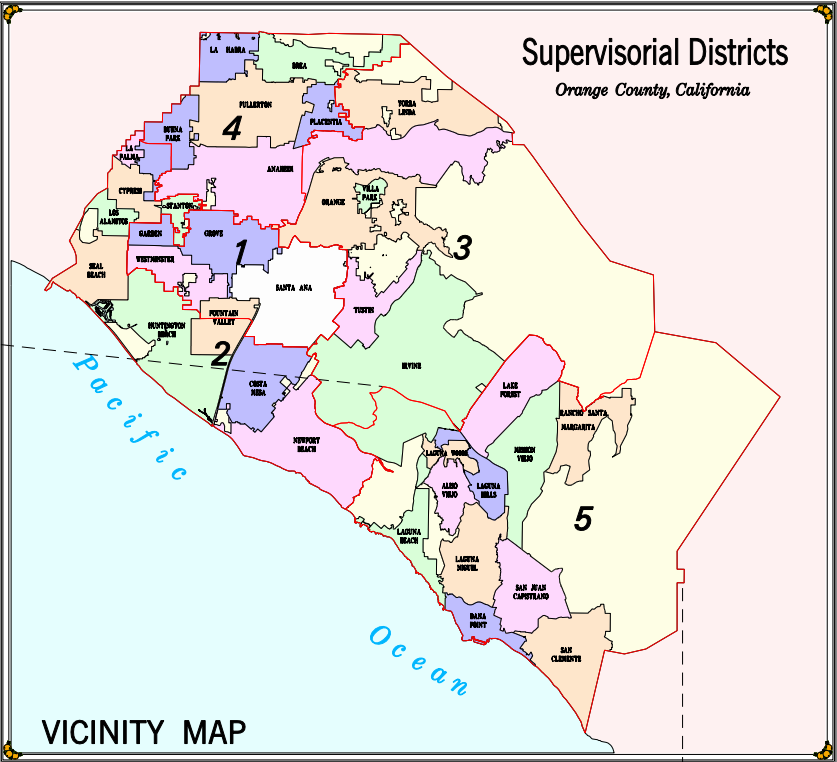 Supervisorial Districts
Orange County, California
LA HABRA
BREA
FULLERTON
YORBA
LINDA
PLACENTIA
4
BUENA
PARK
LA
PALMA
ANAHEIM
CYPRESS
VILLA
PARK
ORANGE
STANTON
LOS
ALAMITOS
GARDEN
GROVE
1
3
WESTMINSTER
SEAL
BEACH
SANTA ANA
TUSTIN
FOUNTAIN
VALLEY
HUNTINGTON
BEACH
2
IRVINE
COSTA
MESA
LAKE
FOREST
RANCHO SANTA
MARGARITA
Pacific
NEWPORT
BEACH
LAGUNA WOODS
MISSION
VIEJO
ALISO
VIEJO
LAGUNA
HILLS
5
LAGUNA
BEACH
LAGUNA
NIGUEL
SAN JUAN
CAPISTRANO
DANA
POINT
Ocean
SAN
CLEMENTE
VICINITY MAP